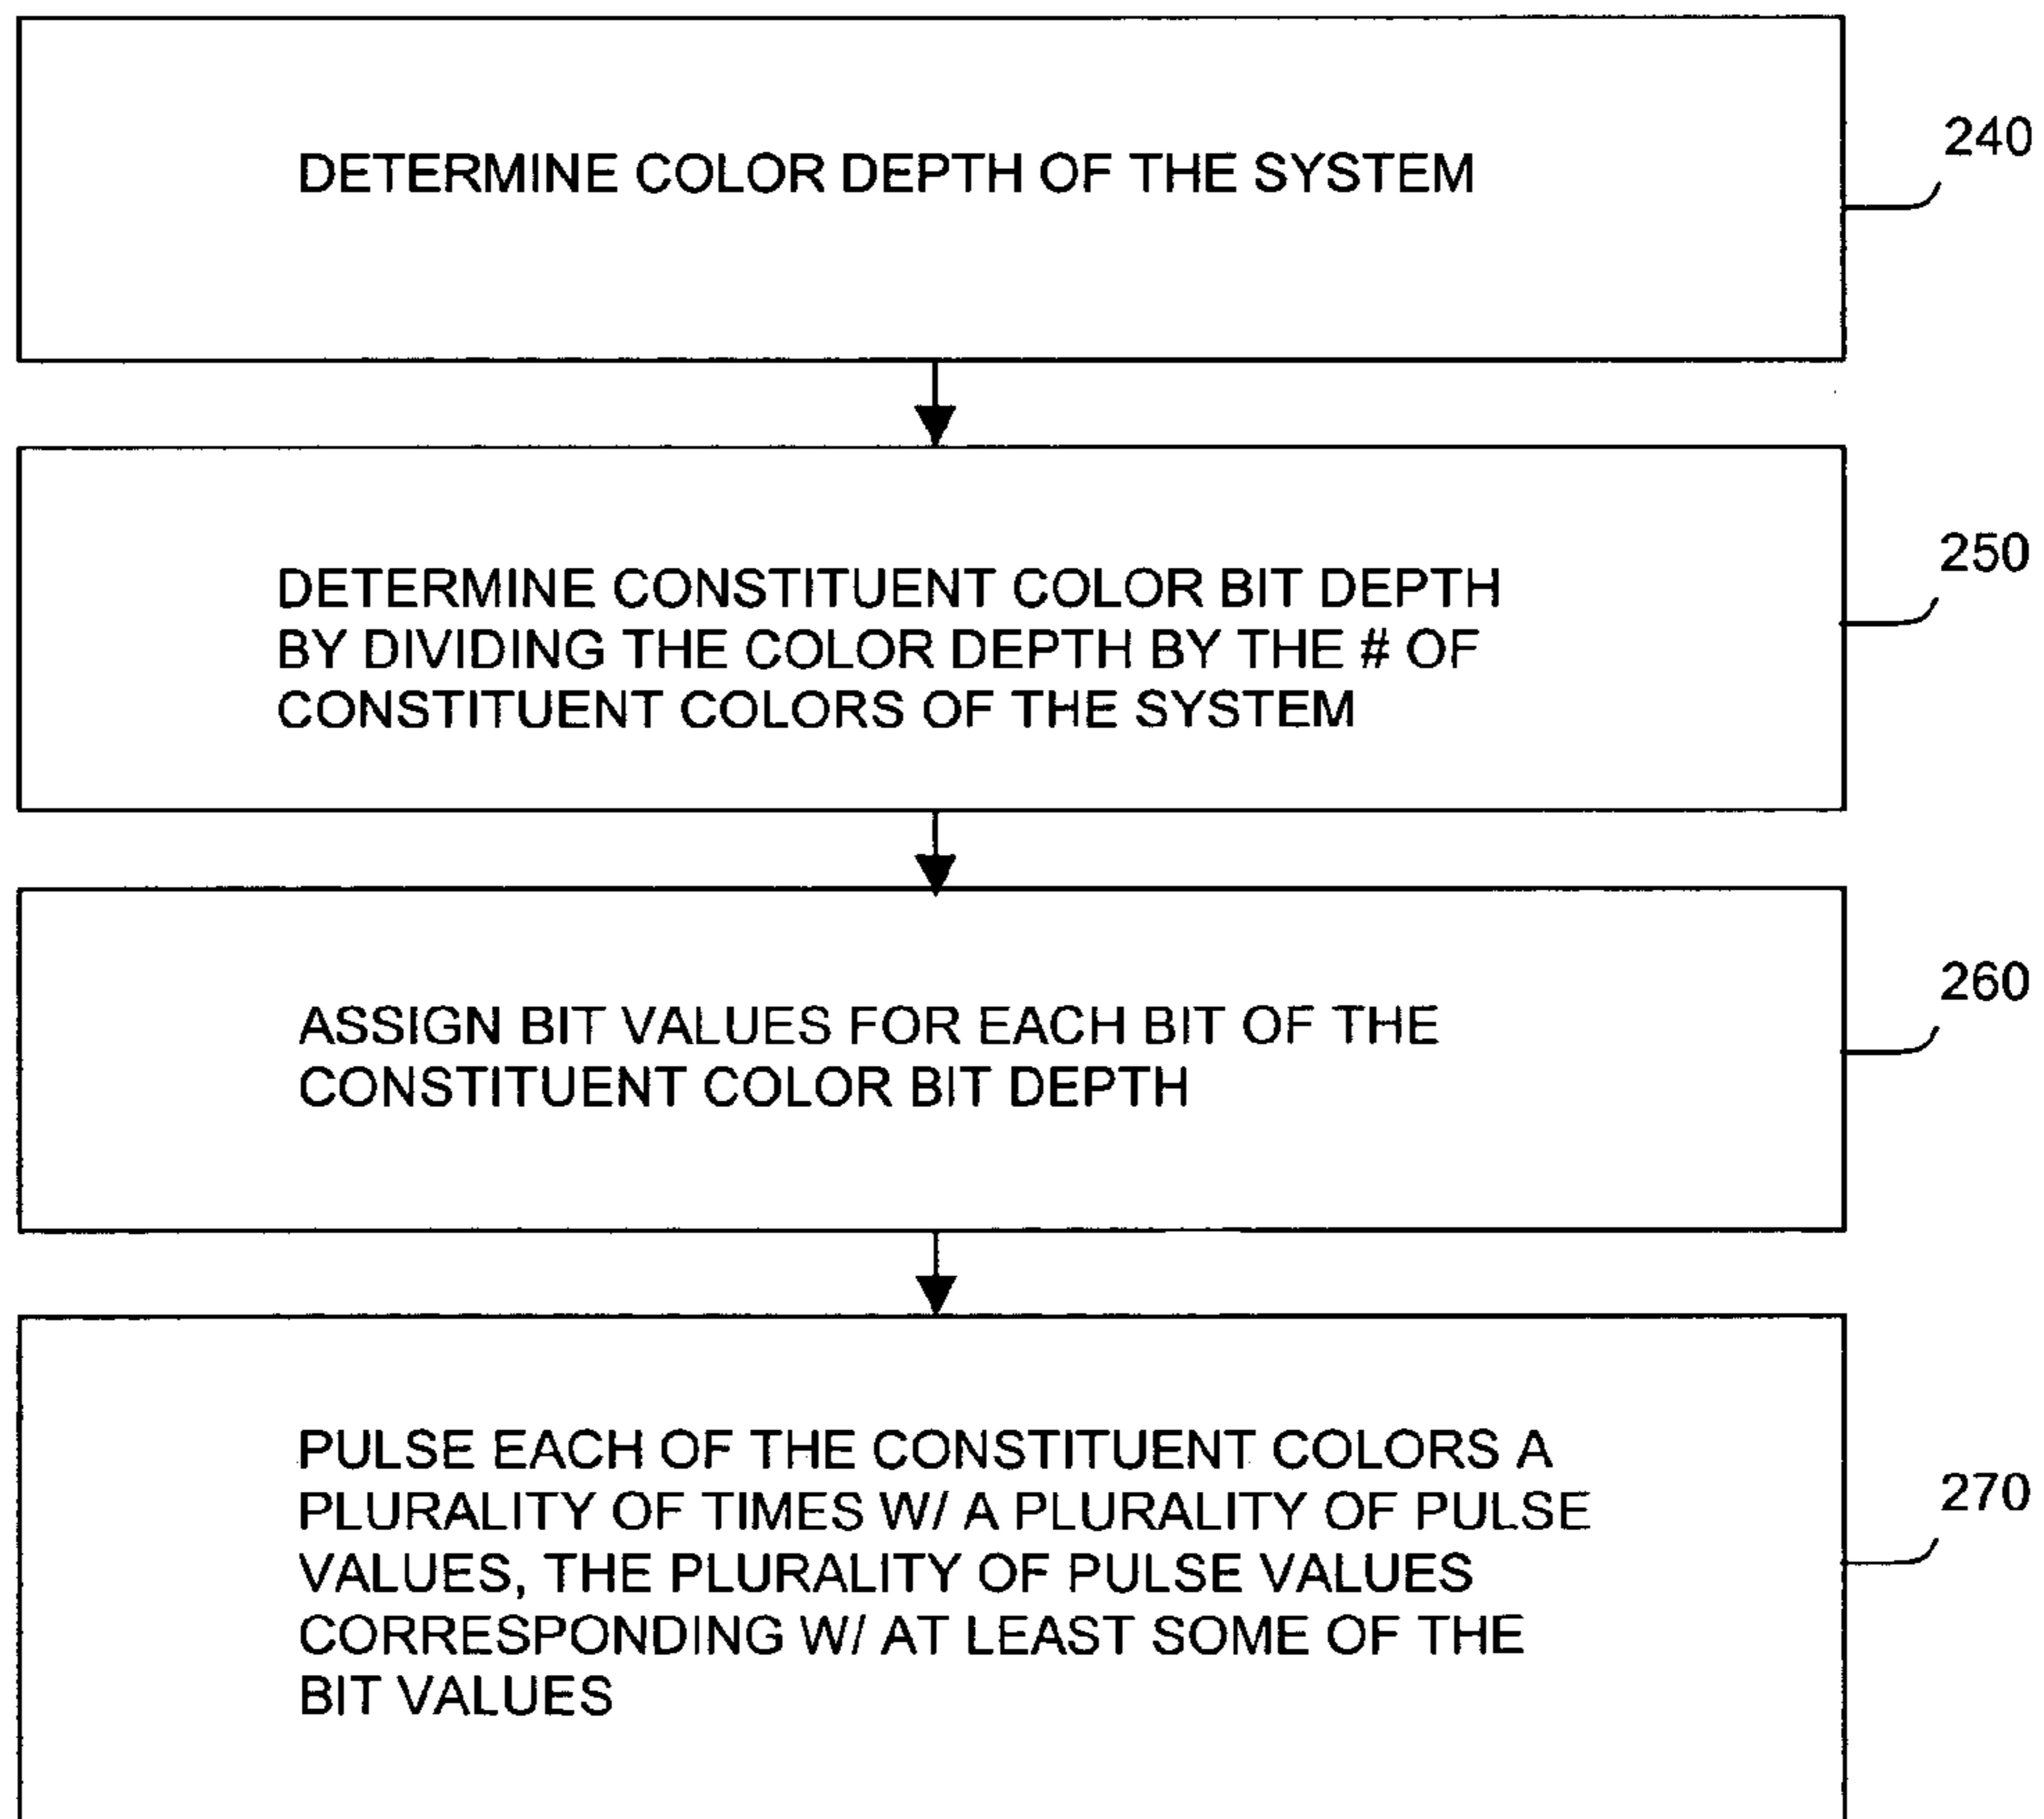 DETERMINE COLOR DEPTH OF THE SYSTEM
240
DETERMINE CONSTITUENT COLOR BIT DEPTH
BY DIVIDING THE COLOR DEPTH BY THE # OF
CONSTITUENT COLORS OF THE SYSTEM
250
ASSIGN BIT VALUES FOR EACH BIT OF THE
CONSTITUENT COLOR BIT DEPTH
260
PULSE EACH OF THE CONSTITUENT COLORS A
PLURALITY OF TIMES W/ A PLURALITY OF PULSE
VALUES, THE PLURALITY OF PULSE VALUES
CORRESPONDING W/ AT LEAST SOME OF THE
BIT VALUES
270